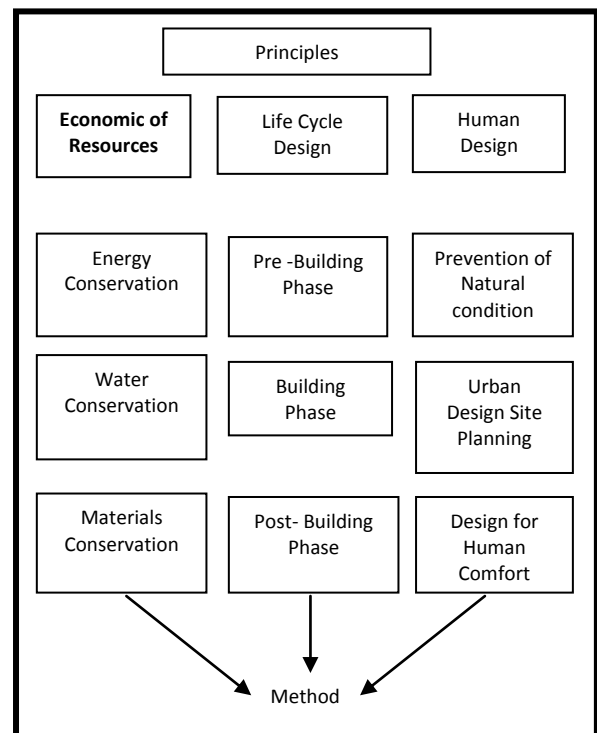 Principles
Economic of
Resources
Life Cycle
Design
Human
Design
Energy
Conservation
Pre -Building
Phase
Prevention of
Natural
condition
Water
Conservation
Building
Phase
Urban
Design Site
Planning
Materials
Conservation
Post- Building
Phase
Design for
Human
Comfort
Method